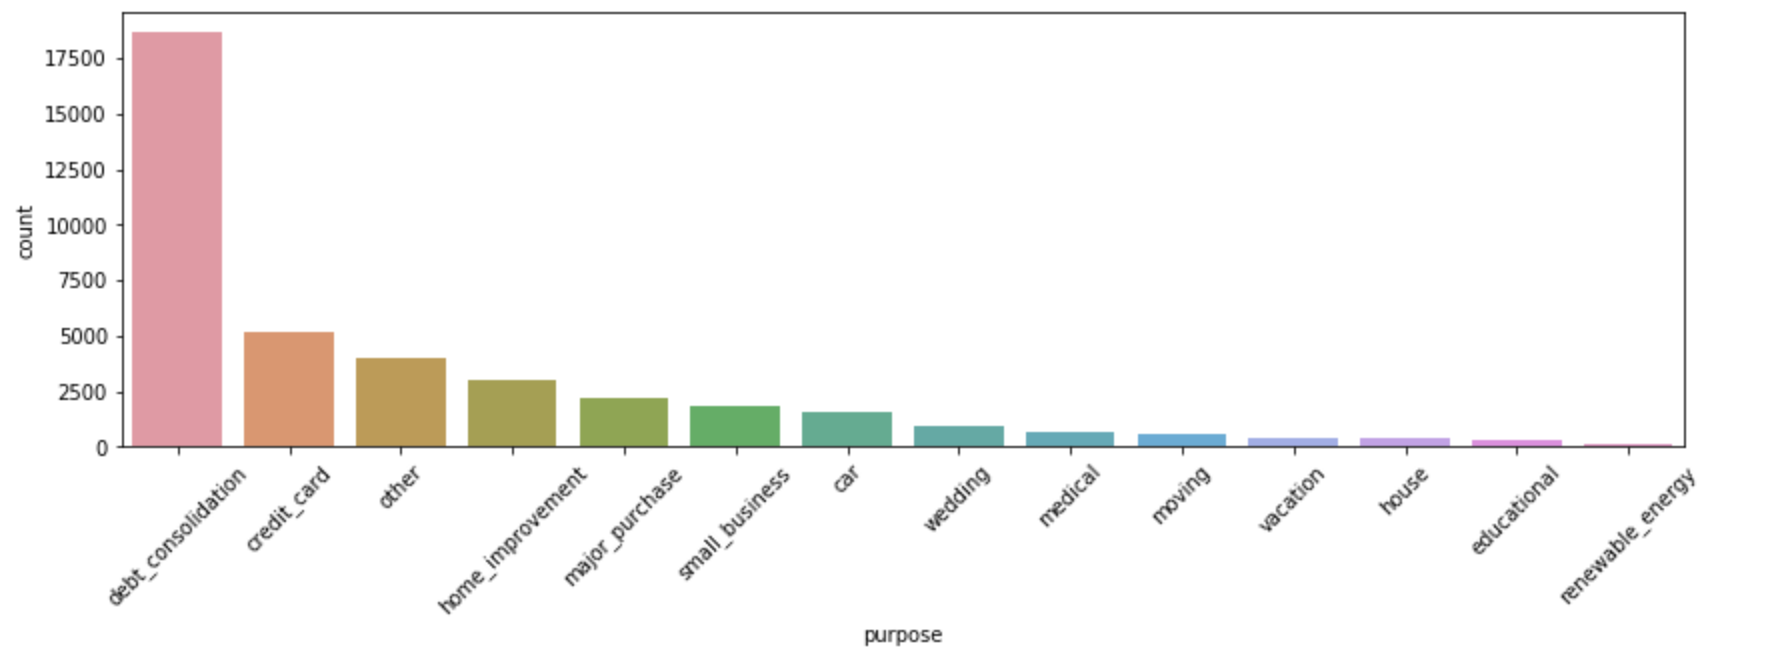 17500
15000
12500
10000
7500
5000
2500
0
count
debt_consolidation
credit_card
other
home_improvement
major_purchase
small_business
car
wedding
medical
moving
vacation
house
educational
renewable_energy
purpose